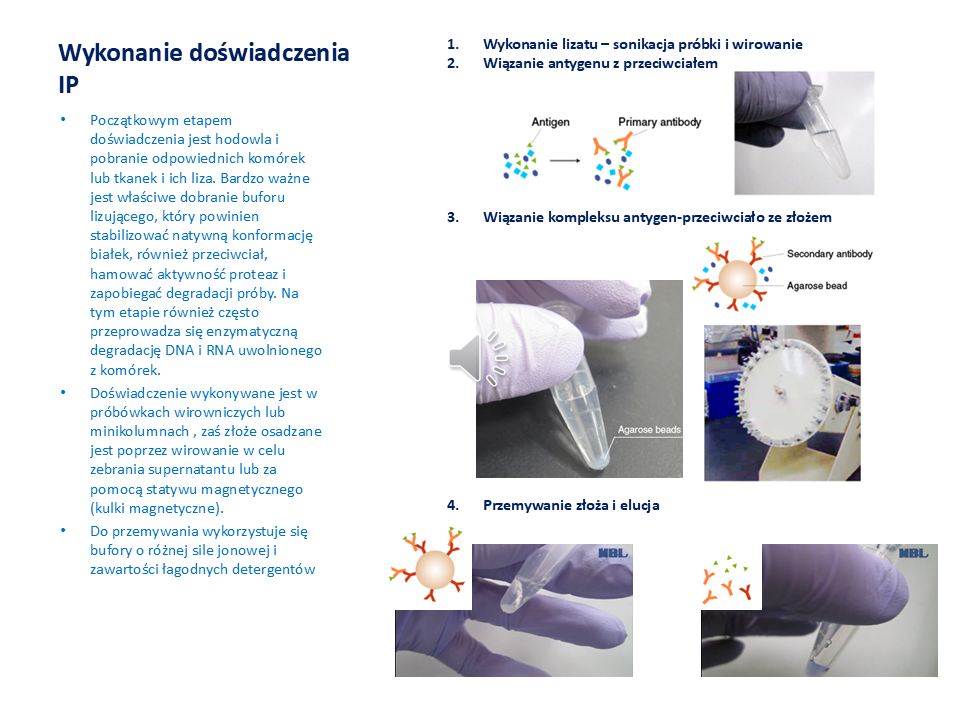 Wykonanie doświadczenia
IP
• Początkowym etapem
doświadczenia jest hodowla i
pobranie odpowiednich komórek
lub tkanek i ich liza. Bardzo ważne
jest właściwe dobranie buforu
lizującego, który powinien
stabilizować natywną konformację
białek, również przeciwciał,
hamować aktywność proteaz i
zapobiegać degradacji próby. Na
tym etapie również często
przeprowadza się enzymatyczną
degradację DNA i RNA uwolnionego
z komórek.
• Doświadczenie wykonywane jest w
próbówkach wirowniczych lub
minikolumnach , zaś złoże osadzane
jest poprzez wirowanie w celu
zebrania supernatantu lub za
pomocą statywu magnetycznego
(kulki magnetyczne).
• Do przemywania wykorzystuje się
bufory o różnej sile jonowej i
zawartości łagodnych detergentów
1. Wykonanie lizatu – sonikacja próbki i wirowanie
2. Wiązanie antygenu z przeciwciałem
Antigen
Primary antibody
3. Wiązanie kompleksu antygen-przeciwciało ze złożem
Secondary antibody
Agarose bead
Agarose beads
4. Przemywanie złoża i elucja
MBL
MBL